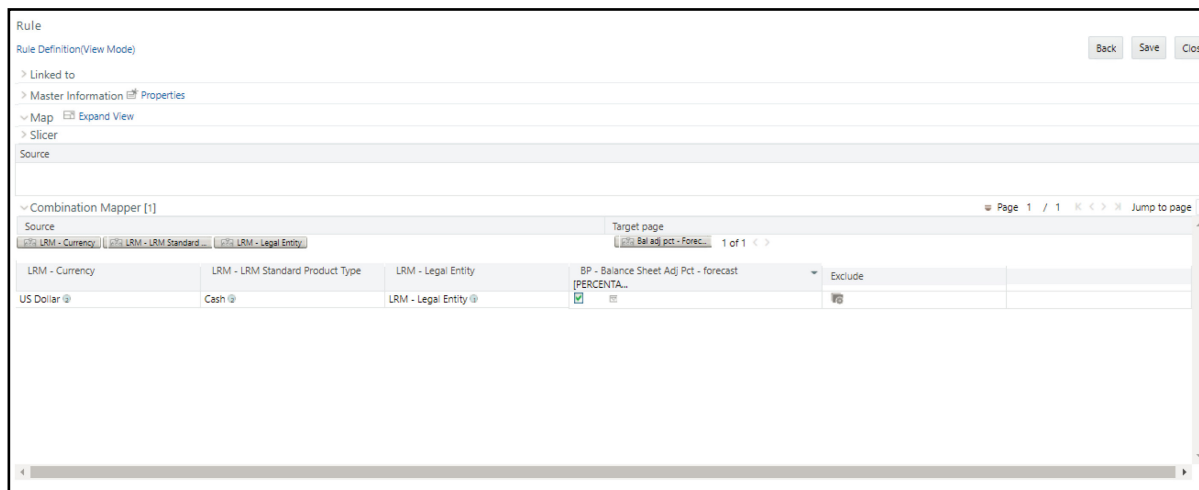 Rule
Rule Definition(View Mode)
Back Save Clos
Linked to
Master Information Properties
Map Expand View
Slicer
Source
Combination Mapper [1] Page 1 / 1 Jump to page
Source Target page
LRM - Currency LRM - LRM Standard ... LRM - Legal Entity Bal adj pct - Forec... 1 of 1
LRM - Currency LRM - LRM Standard Product Type LRM - Legal Entity BP - Balance Sheet Adj Pct - forecast [PERCENTA... Exclude
US Dollar Cash LRM - Legal Entity